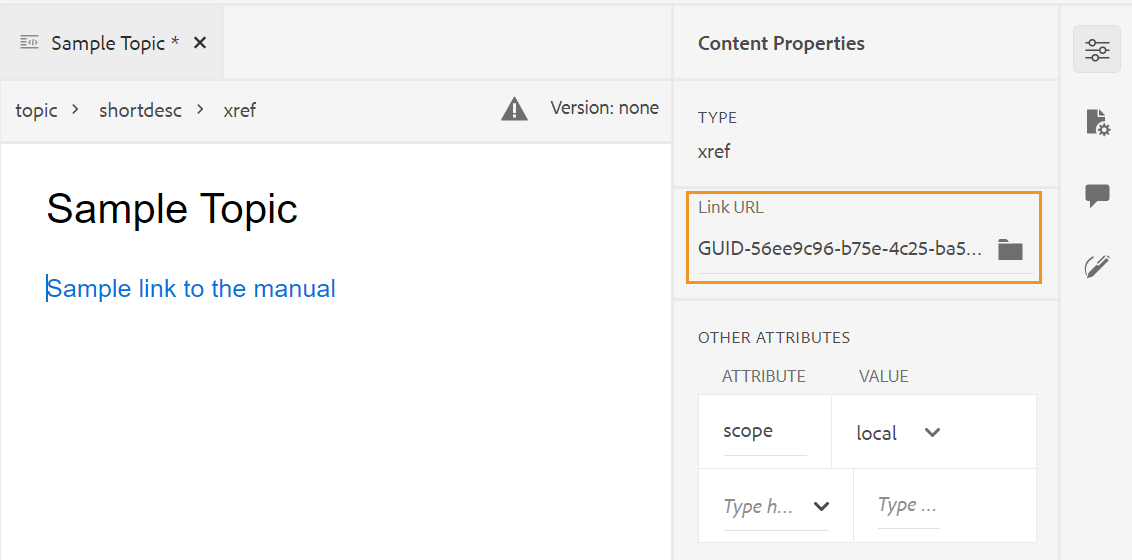 Sample Topic *
topic > shortdesc > xref
Version: none
Sample Topic
Sample link to the manual
Content Properties
TYPE
xref
Link URL
GUID-56ee9c96-b75e-4c25-ba5...
OTHER ATTRIBUTES
ATTRIBUTE VALUE
scope local
Type h... Type ...